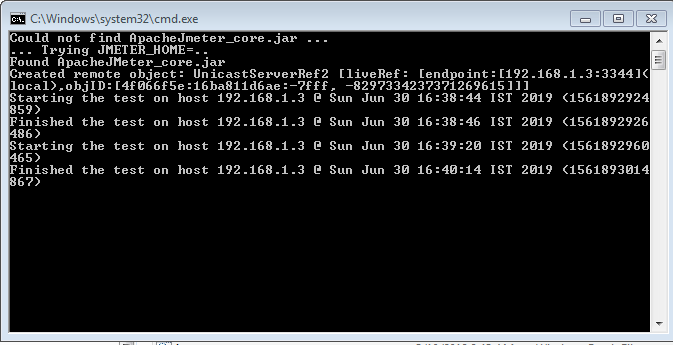 C:\Windows\system32\cmd.exe
Could not find ApacheJmeter_core.jar ...
... Trying JMETER_HOME=..
Found ApacheJMeter_core.jar
Created remote object: UnicastServerRef2 [liveRef: [endpoint:[192.168.1.3:3344](
local),objID:[4f066f5e:16ba811d6ae:-7fff, -8297334237371269615]]]
Starting the test on host 192.168.1.3 @ Sun Jun 30 16:38:44 IST 2019 (1561892924
859)
Finished the test on host 192.168.1.3 @ Sun Jun 30 16:38:46 IST 2019 (1561892926
486)
Starting the test on host 192.168.1.3 @ Sun Jun 30 16:39:20 IST 2019 (1561892960
465)
Finished the test on host 192.168.1.3 @ Sun Jun 30 16:40:14 IST 2019 (1561893014
867)